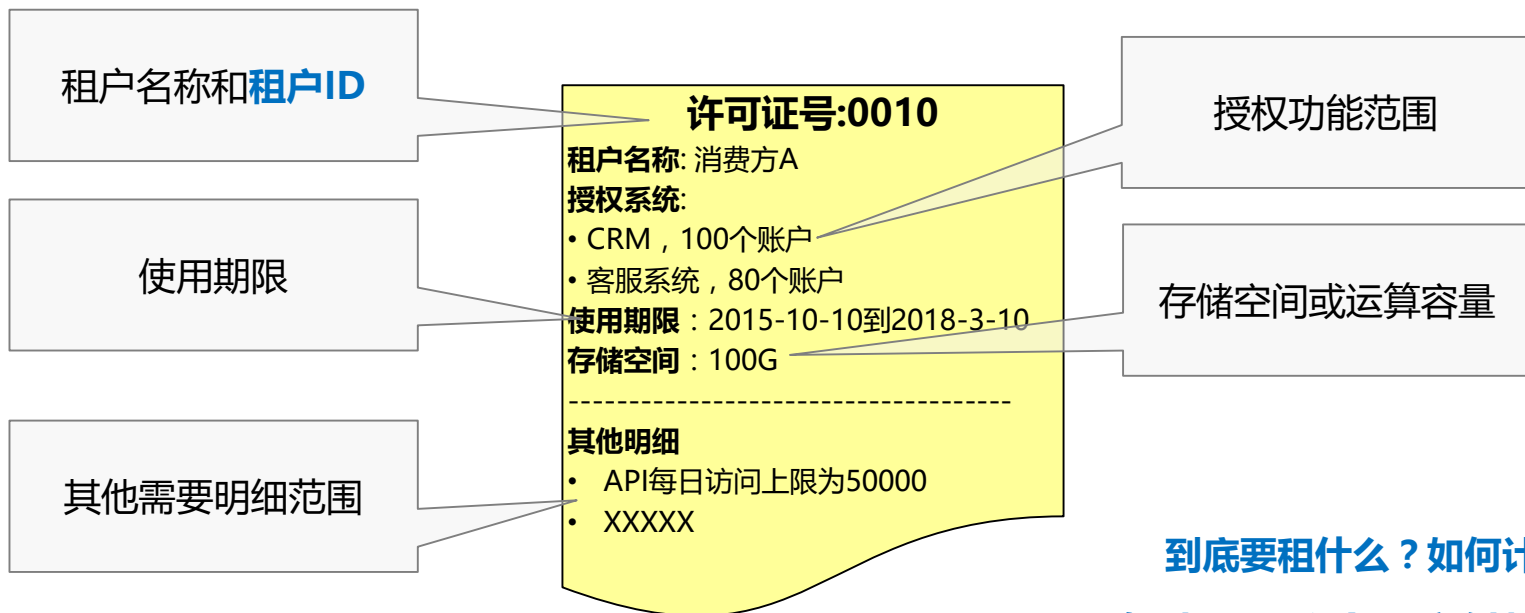 租户名称和租户ID
使用期限
其他需要明细范围
许可证号:0010
租户名称: 消费方A
授权系统:
• CRM，100个账户
• 客服系统，80个账户
使用期限：2015-10-10到2018-3-10
存储空间：100G
------------------------------------
其他明细
• API每日访问上限为50000
• XXXXX
授权功能范围
存储空间或运算容量
到底要租什么？如何计